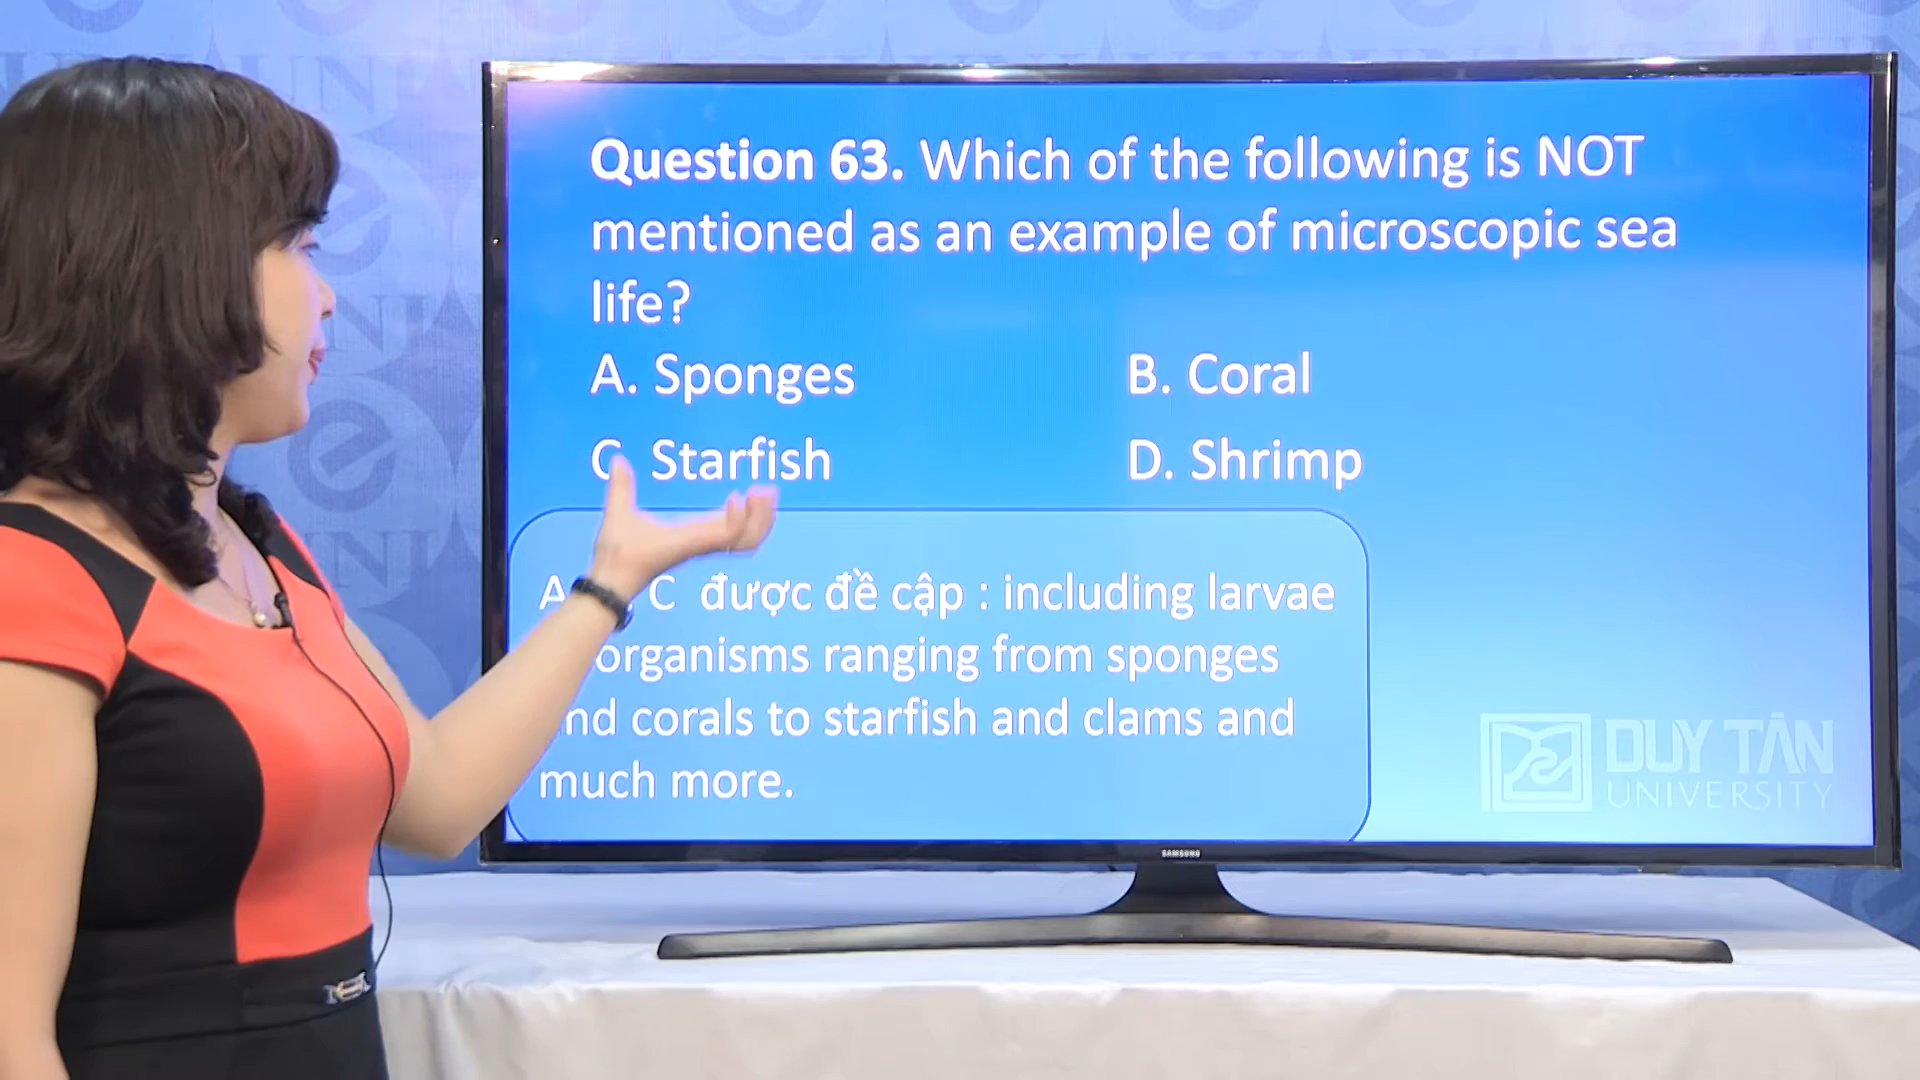 Question 63. Which of the following is NOT
mentioned as an example of microscopic sea
life?
A. Sponges B. Coral
C. Starfish D. Shrimp
A C được đề cập : including larvae
organisms ranging from sponges
corals to starfish and clams and
much more.
DUY TÂN
UNIVERSITY
SAMSUNG